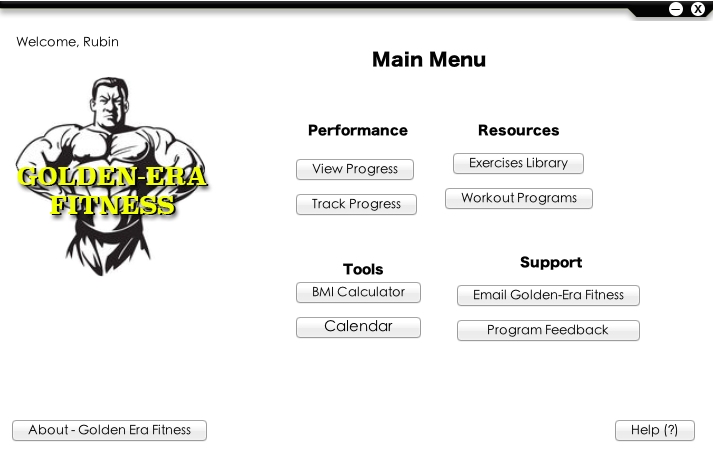 Welcome, Rubin
Main Menu
GOLDEN-ERA
FITNESS
Performance
View Progress
Track Progress
Resources
Exercises Library
Workout Programs
Tools
BMI Calculator
Calendar
Support
Email Golden-Era Fitness
Program Feedback
About - Golden Era Fitness
Help (?)